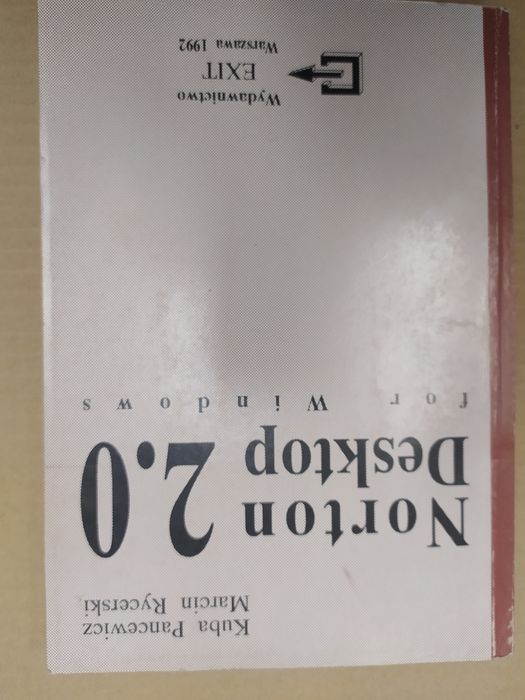 Kuba Pancewicz
Marcin Rycerski
Norton
Desktop 2.0
for Windows
Wydawnictwo
EXIT
Warszawa 1992